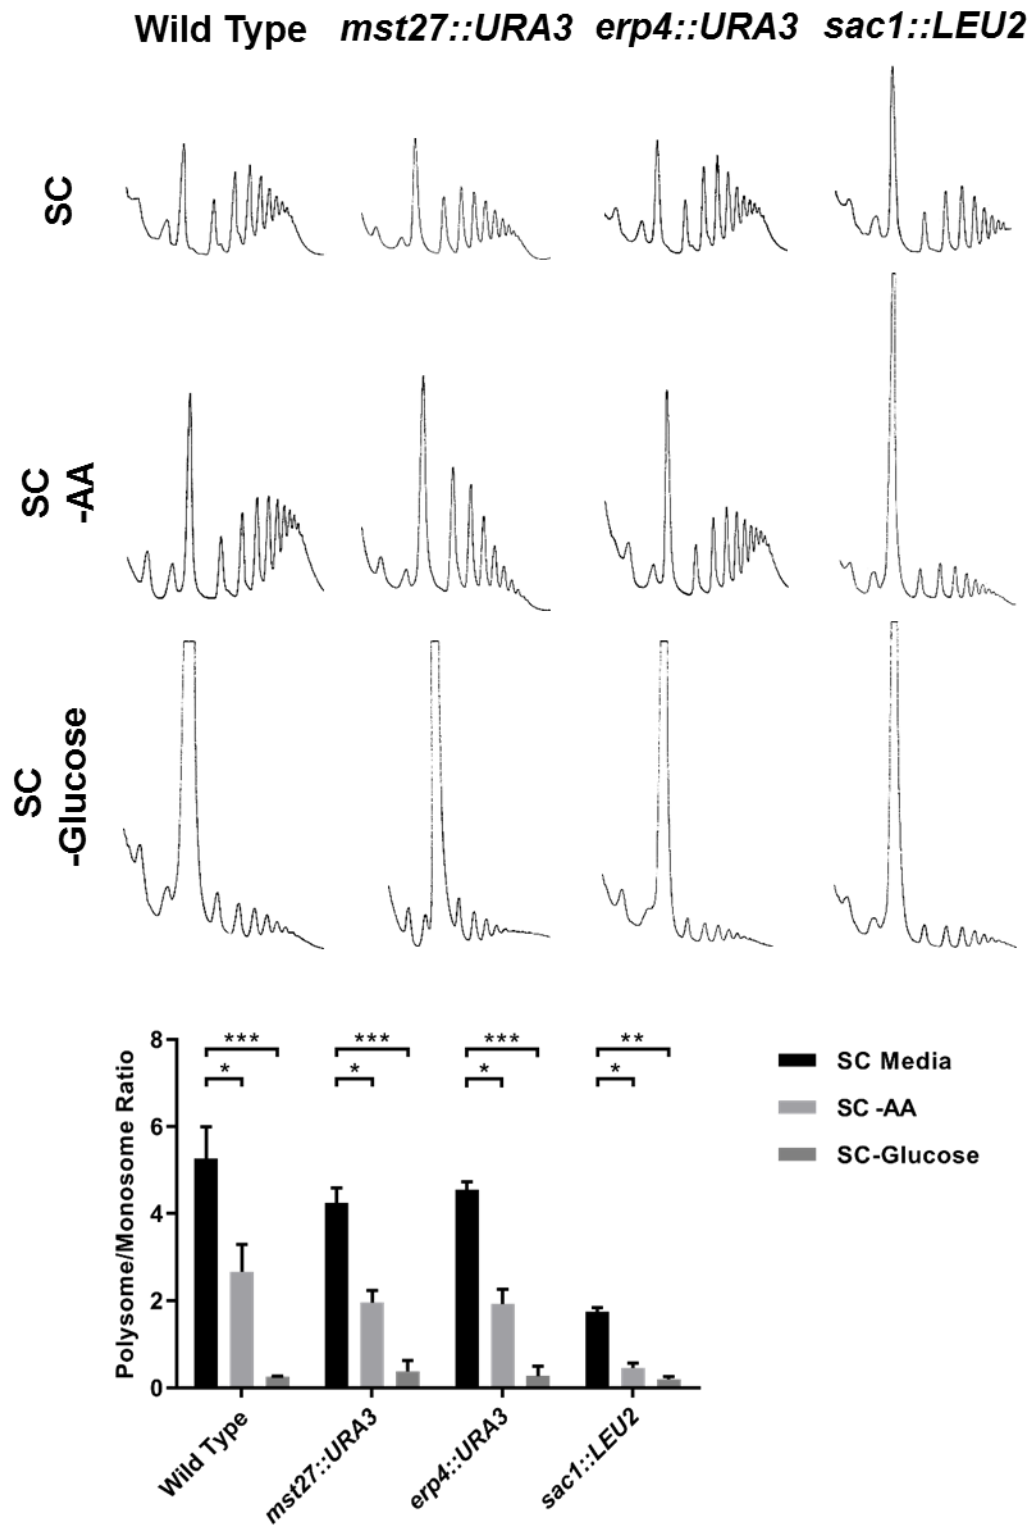 Wild Type mst27::URA3 erp4::URA3 sac1::LEU2
SC
SC
-AA
SC
-Glucose
Polysome/Monosome Ratio
8
6
4
2
0
*** *** *** **
* * * *
SC Media
SC -AA
SC-Glucose
Wild Type
mst27::URA3
erp4::URA3
sac1::LEU2